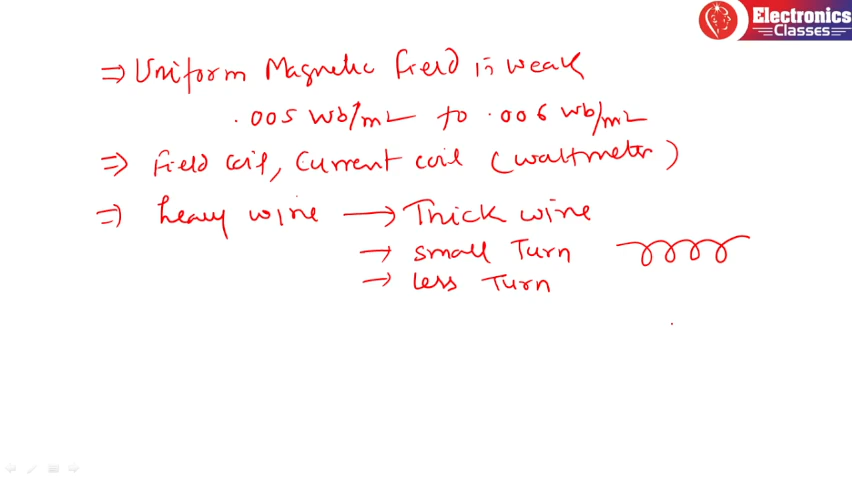 Electronics
Classes
⇒ Uniform Magnetic field is weak
.005 wb/m2 to .006 wb/m2
⇒ Field coil, Current coil (wattmeter)
⇒ heavy wire → Thick wire
→ small Turn
→ less Turn